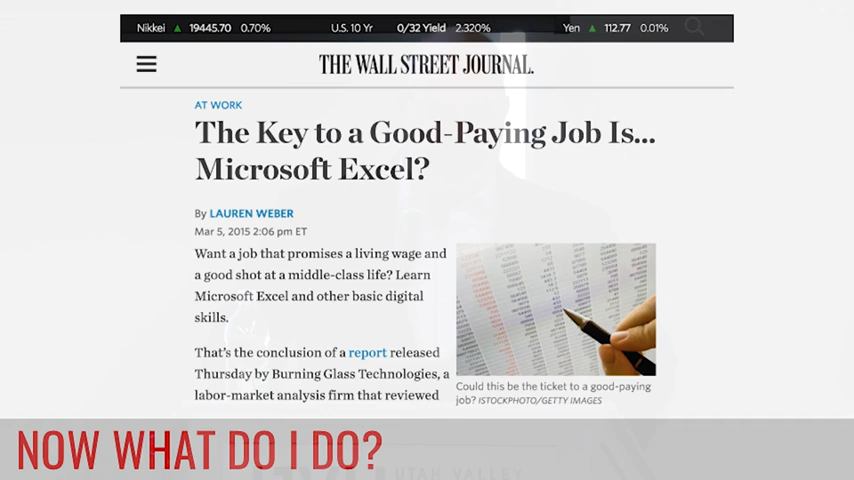 Nikkei ▲ 19445.70 0.70% U.S. 10 Yr 0/32 Yield 2.320% Yen ▲ 112.77 0.01%
THE WALL STREET JOURNAL.
AT WORK
The Key to a Good-Paying Job Is...
Microsoft Excel?
By LAUREN WEBER
Mar 5, 2015 2:06 pm ET
Want a job that promises a living wage and
a good shot at a middle-class life? Learn
Microsoft Excel and other basic digital
skills.
That's the conclusion of a report released
Thursday by Burning Glass Technologies, a
labor-market analysis firm that reviewed
Could this be the ticket to a good-paying
job? ISTOCKPHOTO/GETTY IMAGES
NOW WHAT DO I DO?
UTAH VALLEY